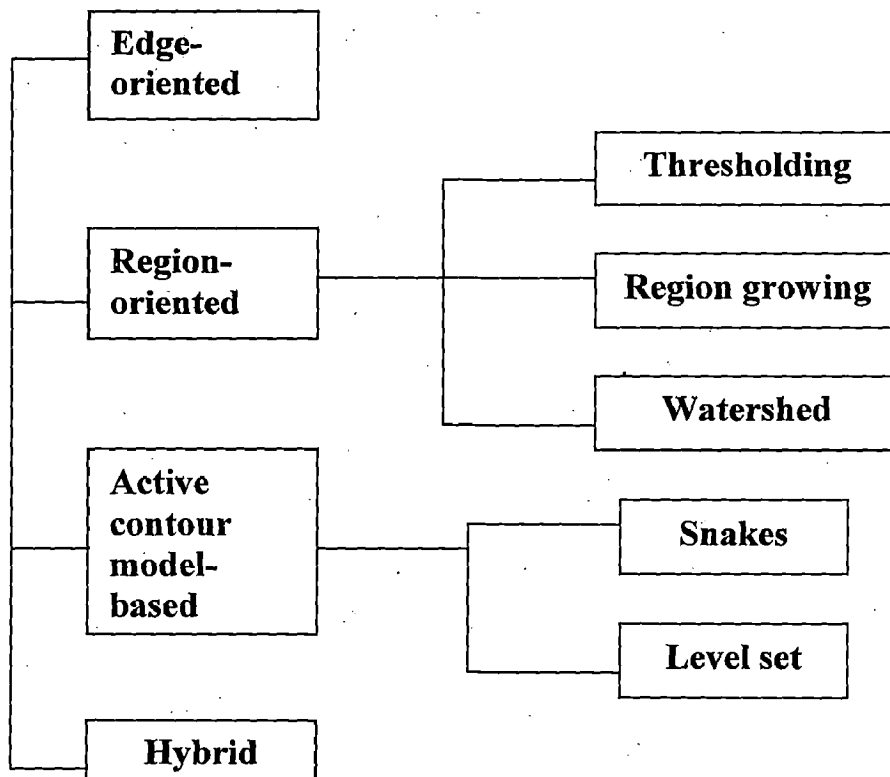 Edge-
oriented
Thresholding
Region-
oriented
Region growing
Watershed
Active
contour
model-
based
Snakes
Level set
Hybrid